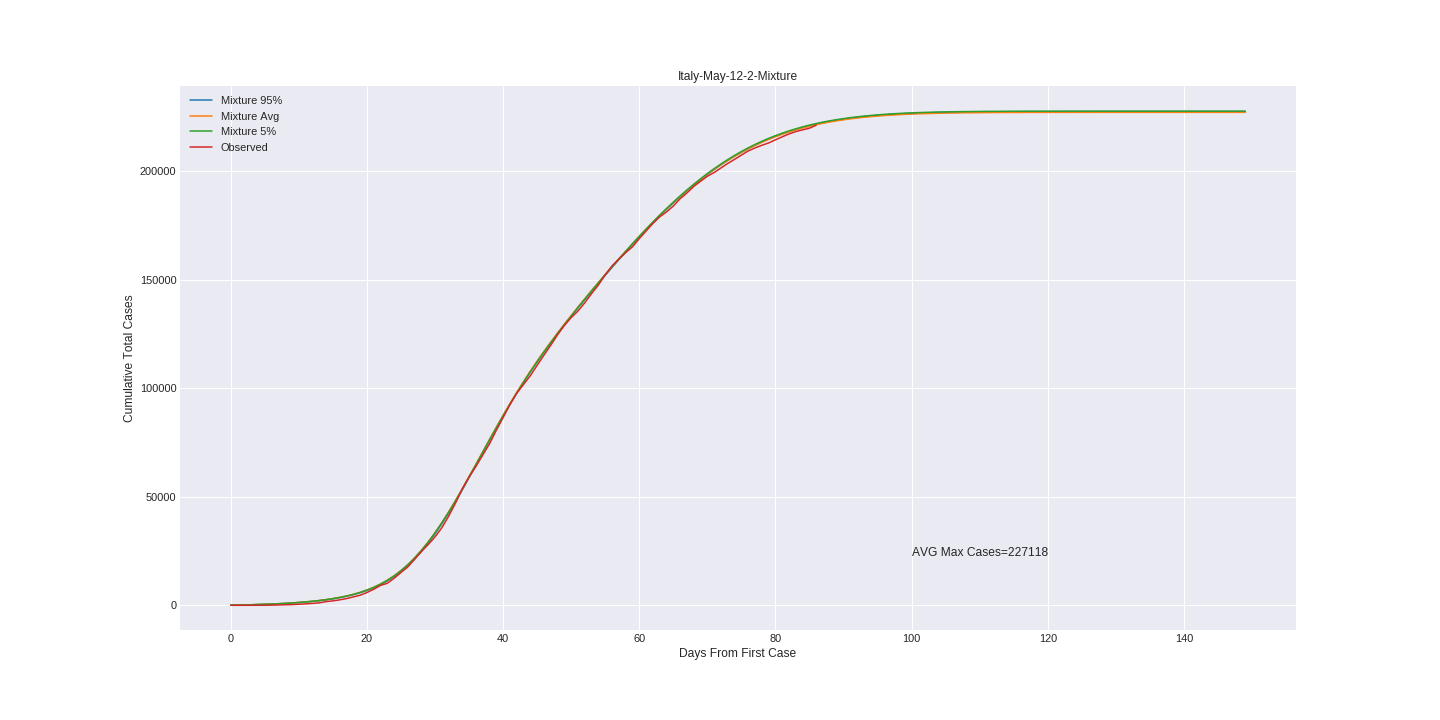 Italy-May-12-2-Mixture
Mixture 95%
Mixture Avg
Mixture 5%
Observed
200000
150000
100000
50000
0
Cumulative Total Cases
AVG Max Cases=227118
0 20 40 60 80 100 120 140
Days From First Case